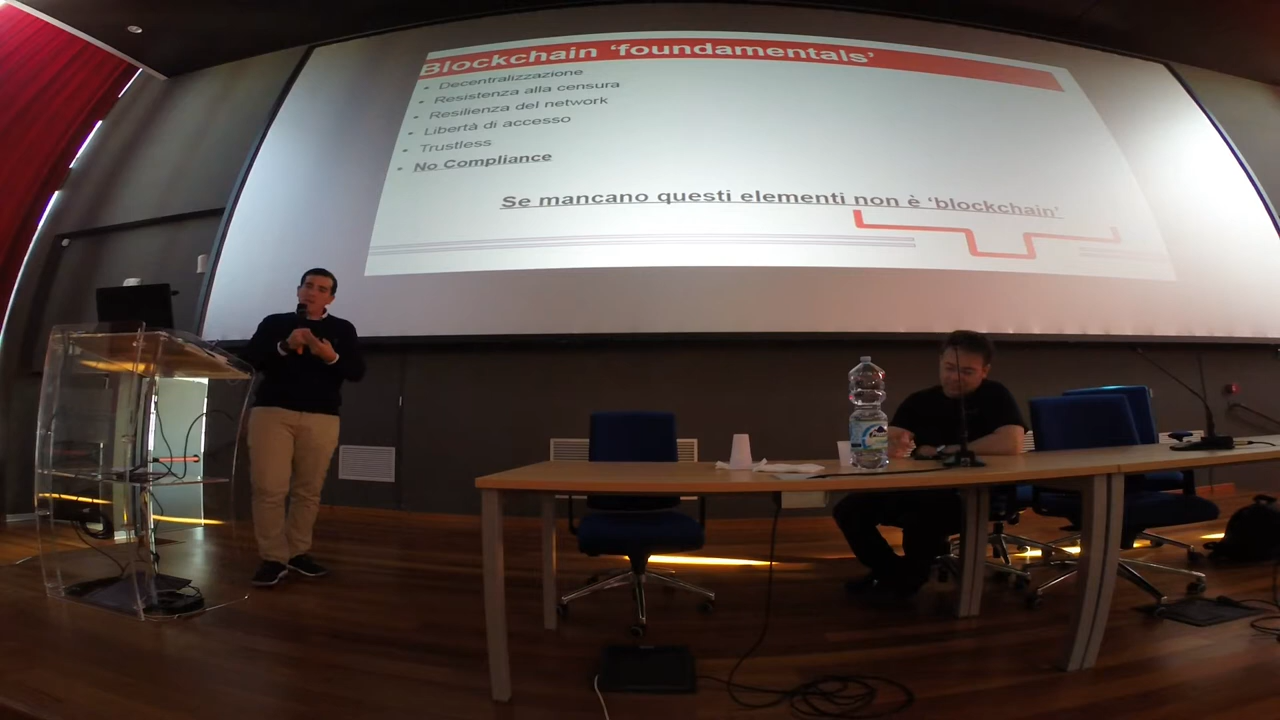 Blockchain ‘foundamentals’
• Decentralizzazione
• Resistenza alla censura
• Resilienza del network
• Libertà di accesso
• Trustless
• No Compliance
Se mancano questi elementi non è ‘blockchain’